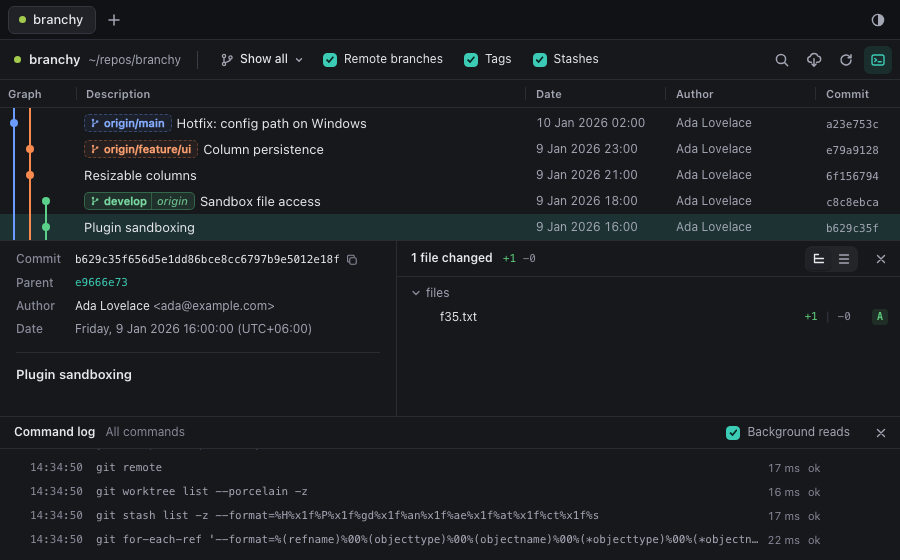 branchy
branchy ~/repos/branchy Show all Remote branches Tags Stashes
Graph Description Date Author Commit
origin/main Hotfix: config path on Windows 10 Jan 2026 02:00 Ada Lovelace a23e753c
origin/feature/ui Column persistence 9 Jan 2026 23:00 Ada Lovelace e79a9128
Resizable columns 9 Jan 2026 21:00 Ada Lovelace 6f156794
develop origin Sandbox file access 9 Jan 2026 18:00 Ada Lovelace c8c8ebca
Plugin sandboxing 9 Jan 2026 16:00 Ada Lovelace b629c35f
Commit b629c35f656d5e1dd86bce8cc6797b9e5012e18f
Parent e9666e73
Author Ada Lovelace <ada@example.com>
Date Friday, 9 Jan 2026 16:00:00 (UTC+06:00)
Plugin sandboxing
1 file changed +1 −0
files
f35.txt +1 −0 A
Command log All commands Background reads
14:34:50 git remote 17 ms ok
14:34:50 git worktree list --porcelain -z 16 ms ok
14:34:50 git stash list -z --format=%H%x1f%P%x1f%gd%x1f%an%x1f%ae%x1f%at%x1f%ct%x1f%s 17 ms ok
14:34:50 git for-each-ref '--format=%(refname)%00%(objecttype)%00(objectname)%00%(*objecttype)%00%(*objectn… 22 ms ok